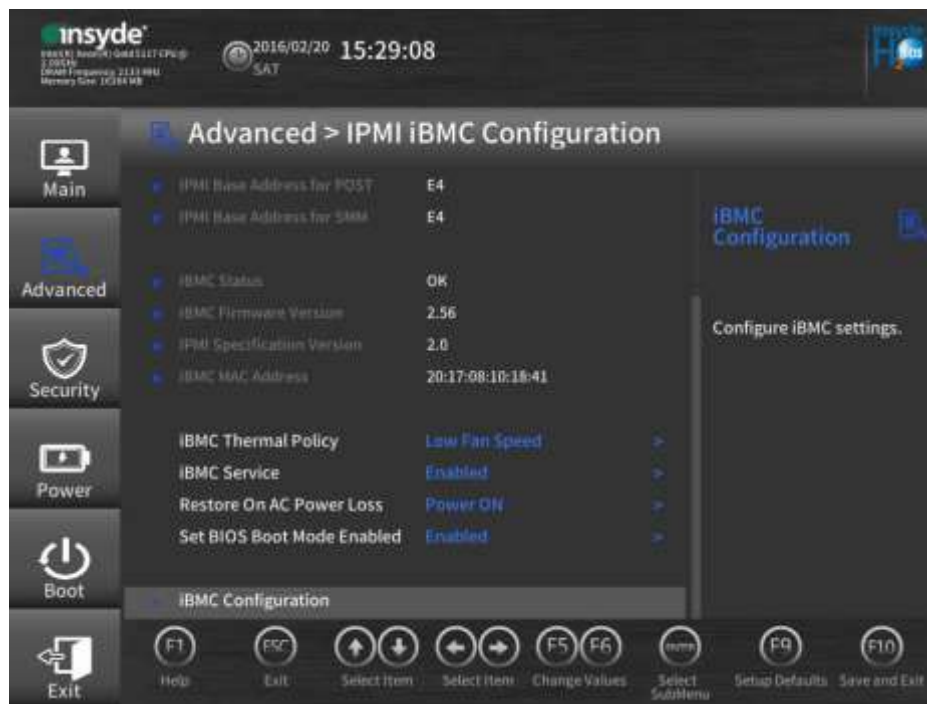 insyde
2016/02/20 15:29:08
SAT
Advanced > IPMI iBMC Configuration
Main
Advanced
Security
Power
Boot
Exit
IPMI Base Address for POST E4
IPMI Base Address for SMM E4
iBMC Status OK
iBMC Firmware Version 2.56
IPMI Specification Version 2.0
iBMC MAC Address 20:17:08:10:18:41
iBMC Thermal Policy Low Fan Speed >
iBMC Service Enabled >
Restore On AC Power Loss Power ON >
Set BIOS Boot Mode Enabled Enabled >
iBMC Configuration
iBMC
Configuration
Configure iBMC settings.
F1 ESC F5 F6 ENTER F9 F10
Help Exit Select Item Select Item Change Values Select Setup Defaults Save and Exit
SubMenu